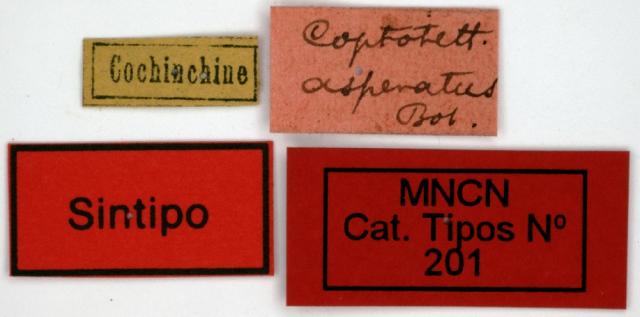 Cochinchine
Coptotett.
asperatus
Bol.
Sintipo
MNCN
Cat. Tipos Nº
201